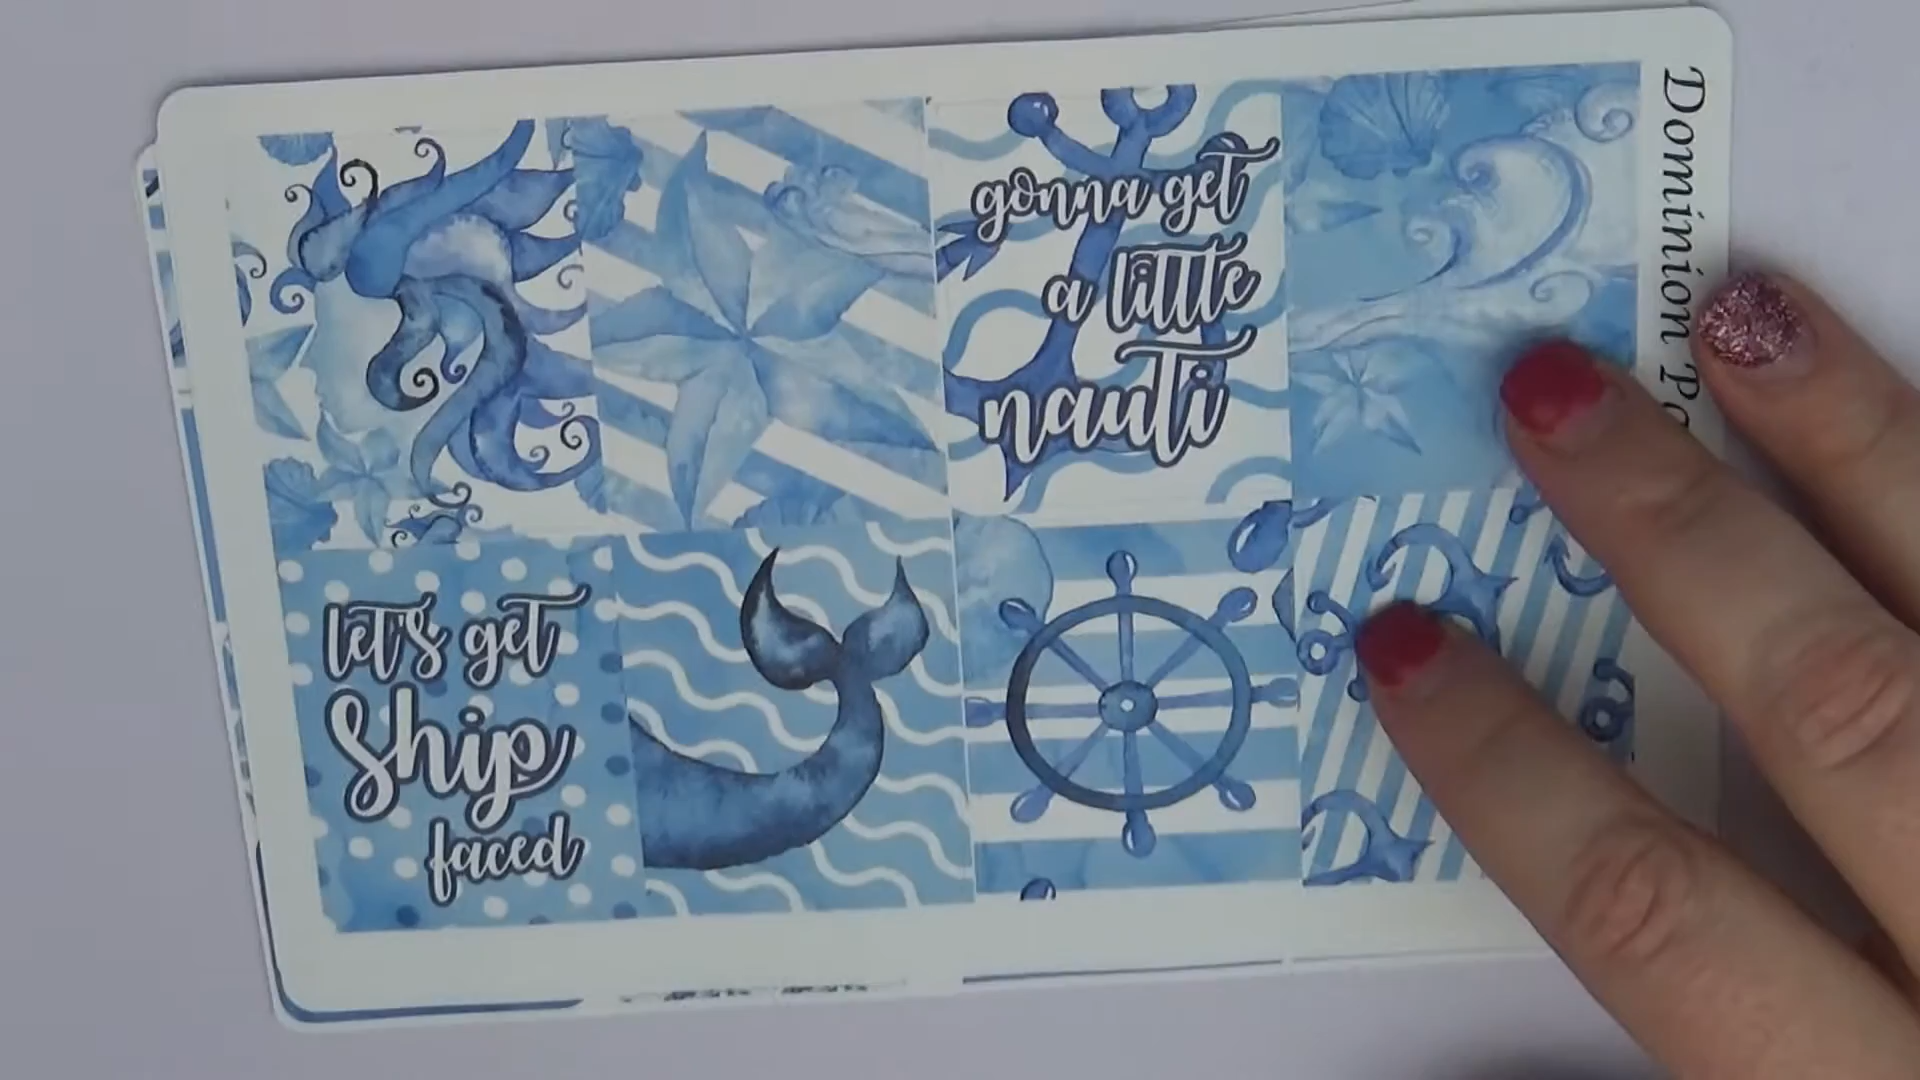 gonna get
a little
nauti
let's get
Ship
faced
Dominion